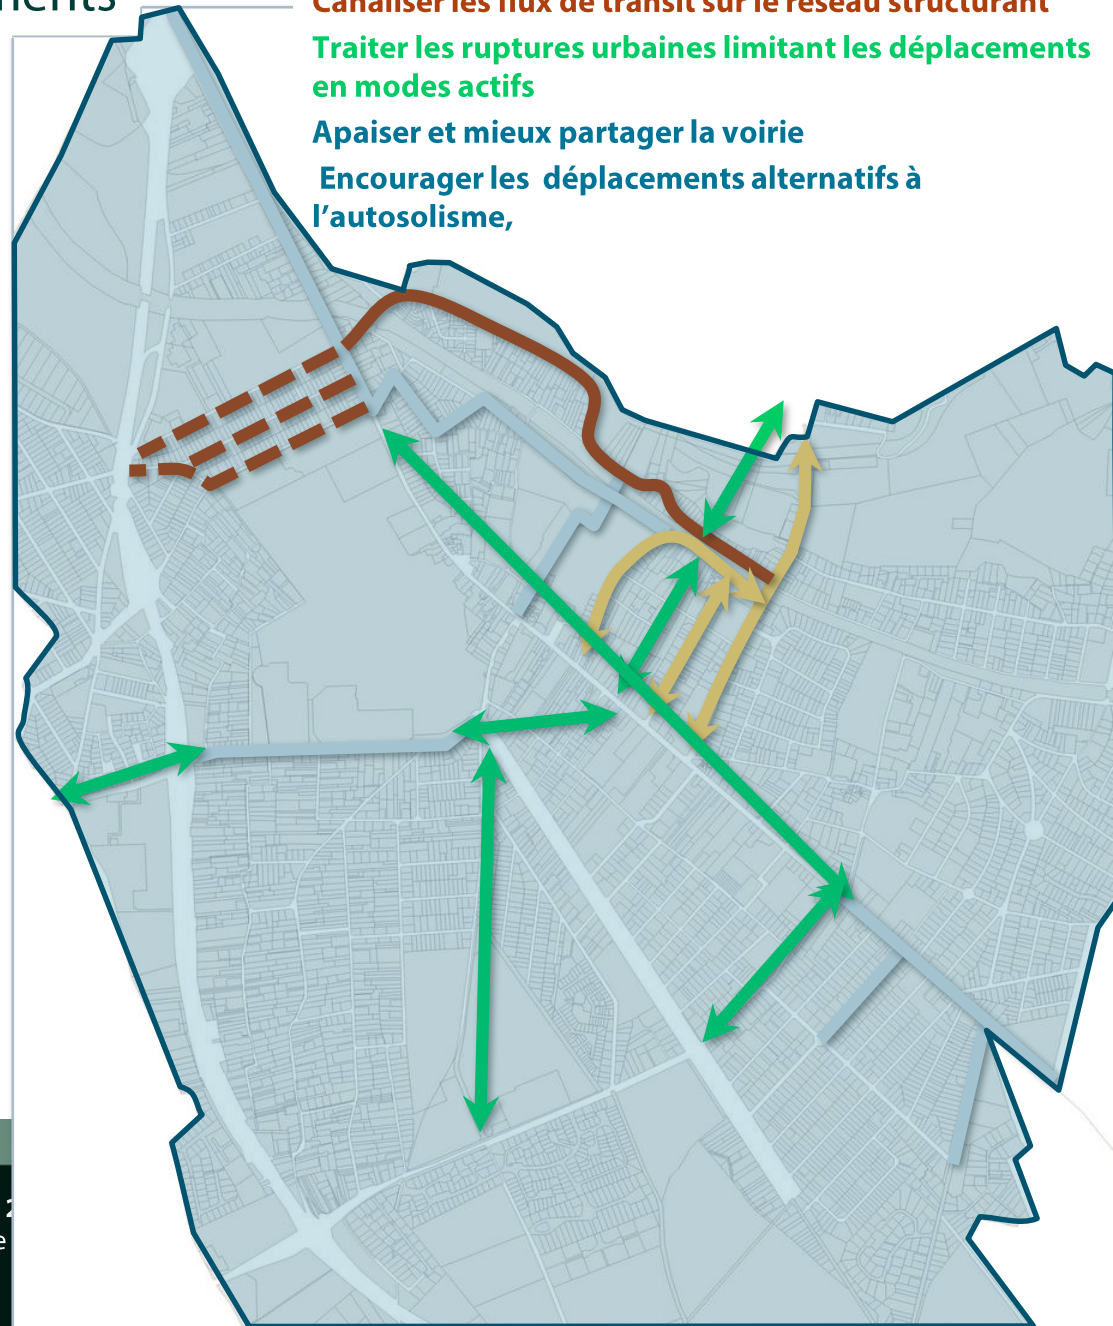 Canaliser les flux de transit sur le réseau structurant
Traiter les ruptures urbaines limitant les déplacements
en modes actifs
Apaiser et mieux partager la voirie
Encourager les déplacements alternatifs à
l'autosolisme,